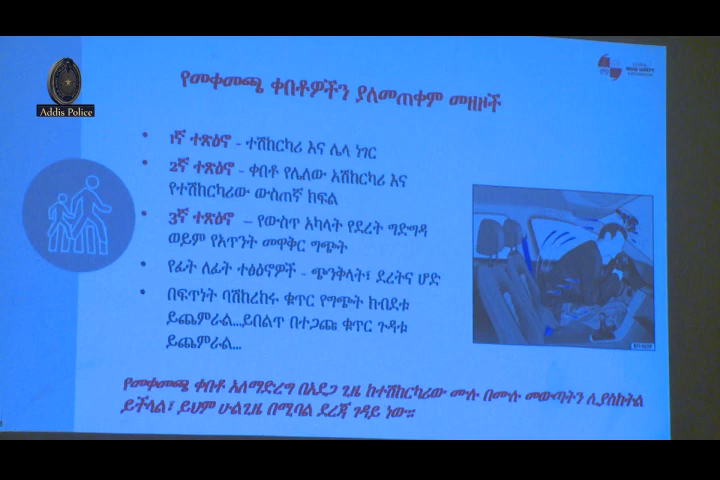 Addis Police
የመቀመጫ ቀበቶዎችን ያለመጠቀም መዘዞች
• 1ኛ ተጽዕኖ - ተሽከርካሪ እና ሌላ ነገር
• 2ኛ ተጽዕኖ - ቀበቶ የሌለው አሽከርካሪ እና
የተሽከርካሪው ውስጠኛ ክፍል
• 3ኛ ተጽዕኖ – የውስጥ አካላት የደረት ግድግዳ
ወይም የአጥንት መዋቅር ግጭት
• የፊት ለፊት ተፅዕኖዎች - ጭንቅላት፣ ደረትና ሆድ
• በፍጥነት ባሽከረከሩ ቁጥር የግጭት ክብደቱ
ይጨምራል...ይበልጥ በተጋጩ ቁጥር ጉዳቱ
ይጨምራል...
የመቀመጫ ቀበቶ አለማድረግ በአደጋ ጊዜ ከተሽከርካሪው ሙሉ በሙሉ መውጣትን ሊያስከትል
ይችላል፣ ይህም ሁልጊዜ በሚባል ደረጃ ገዳይ ነው።